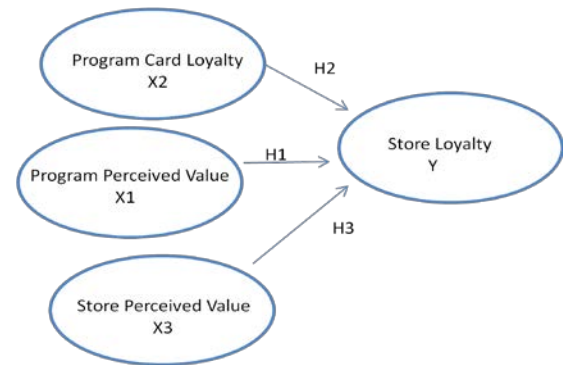 Program Card Loyalty
X2
H2
Program Perceived Value
X1
H1
Store Loyalty
Y
Store Perceived Value
X3
H3